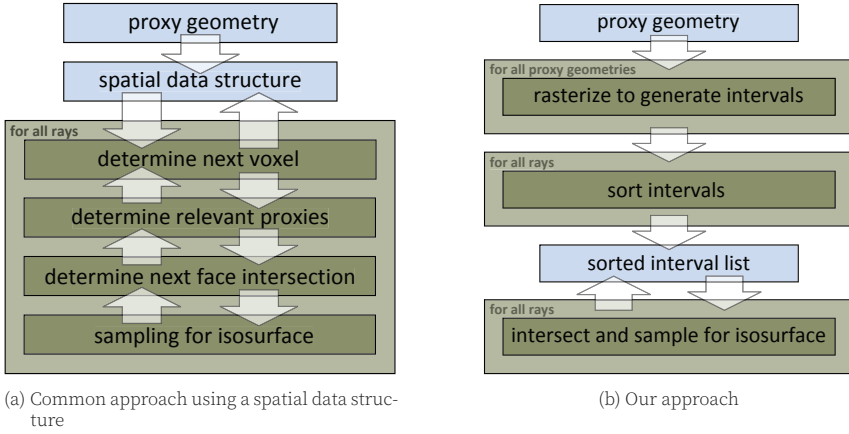 proxy geometry
spatial data structure
for all rays
determine next voxel
determine relevant proxies
determine next face intersection
sampling for isosurface
(a) Common approach using a spatial data struc-
ture
proxy geometry
for all proxy geometries
rasterize to generate intervals
for all rays
sort intervals
sorted interval list
for all rays
intersect and sample for isosurface
(b) Our approach